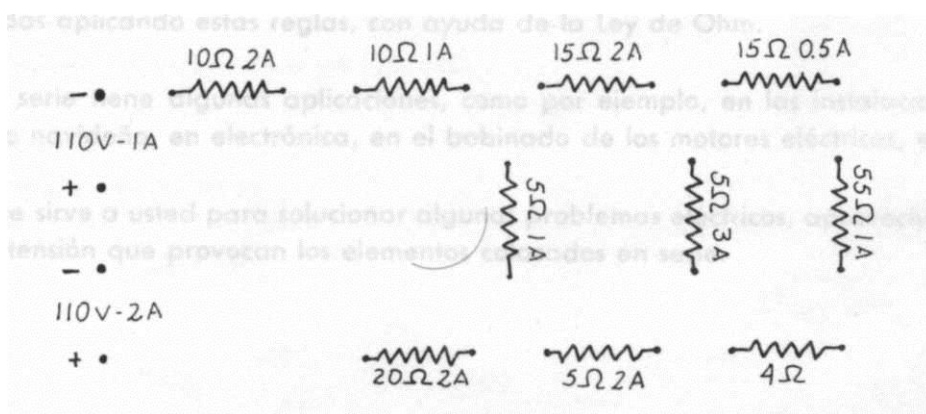 das aplicando estas reglas, con ayuda de la Ley de Ohm.
10Ω 2A 10Ω 1A 15Ω 2A 15Ω 0.5A
serie tiene algunas aplicaciones, como por ejemplo, en las
-
110V-1A
en electrónica, en el bobinado de los motores eléctricos,
+
5Ω 1A 5Ω 3A 55Ω 1A
e sirve a usted para solucionar algunos problemas eléctricos,
tensión que provocan los elementos colocados en serie
-
110V-2A
+
20Ω 2A 5Ω 2A 4Ω